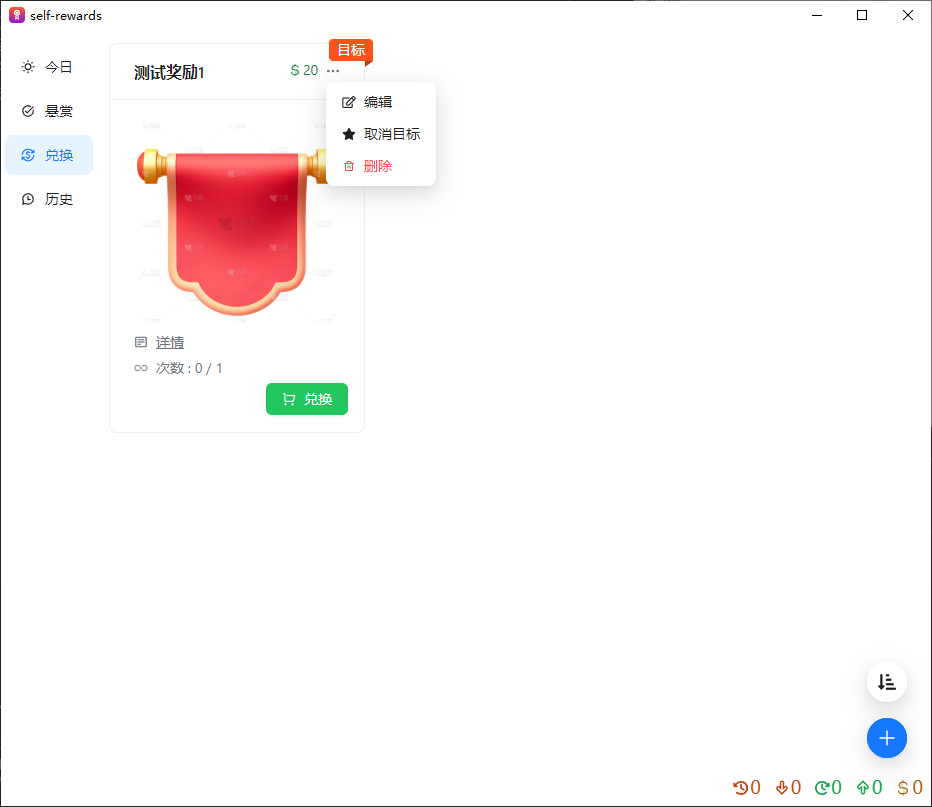 self-rewards
今日
悬赏
兑换
历史
目标
测试奖励1
$ 20
编辑
取消目标
删除
详情
次数 : 0 / 1
兑换
0 0 0 0 $ 0